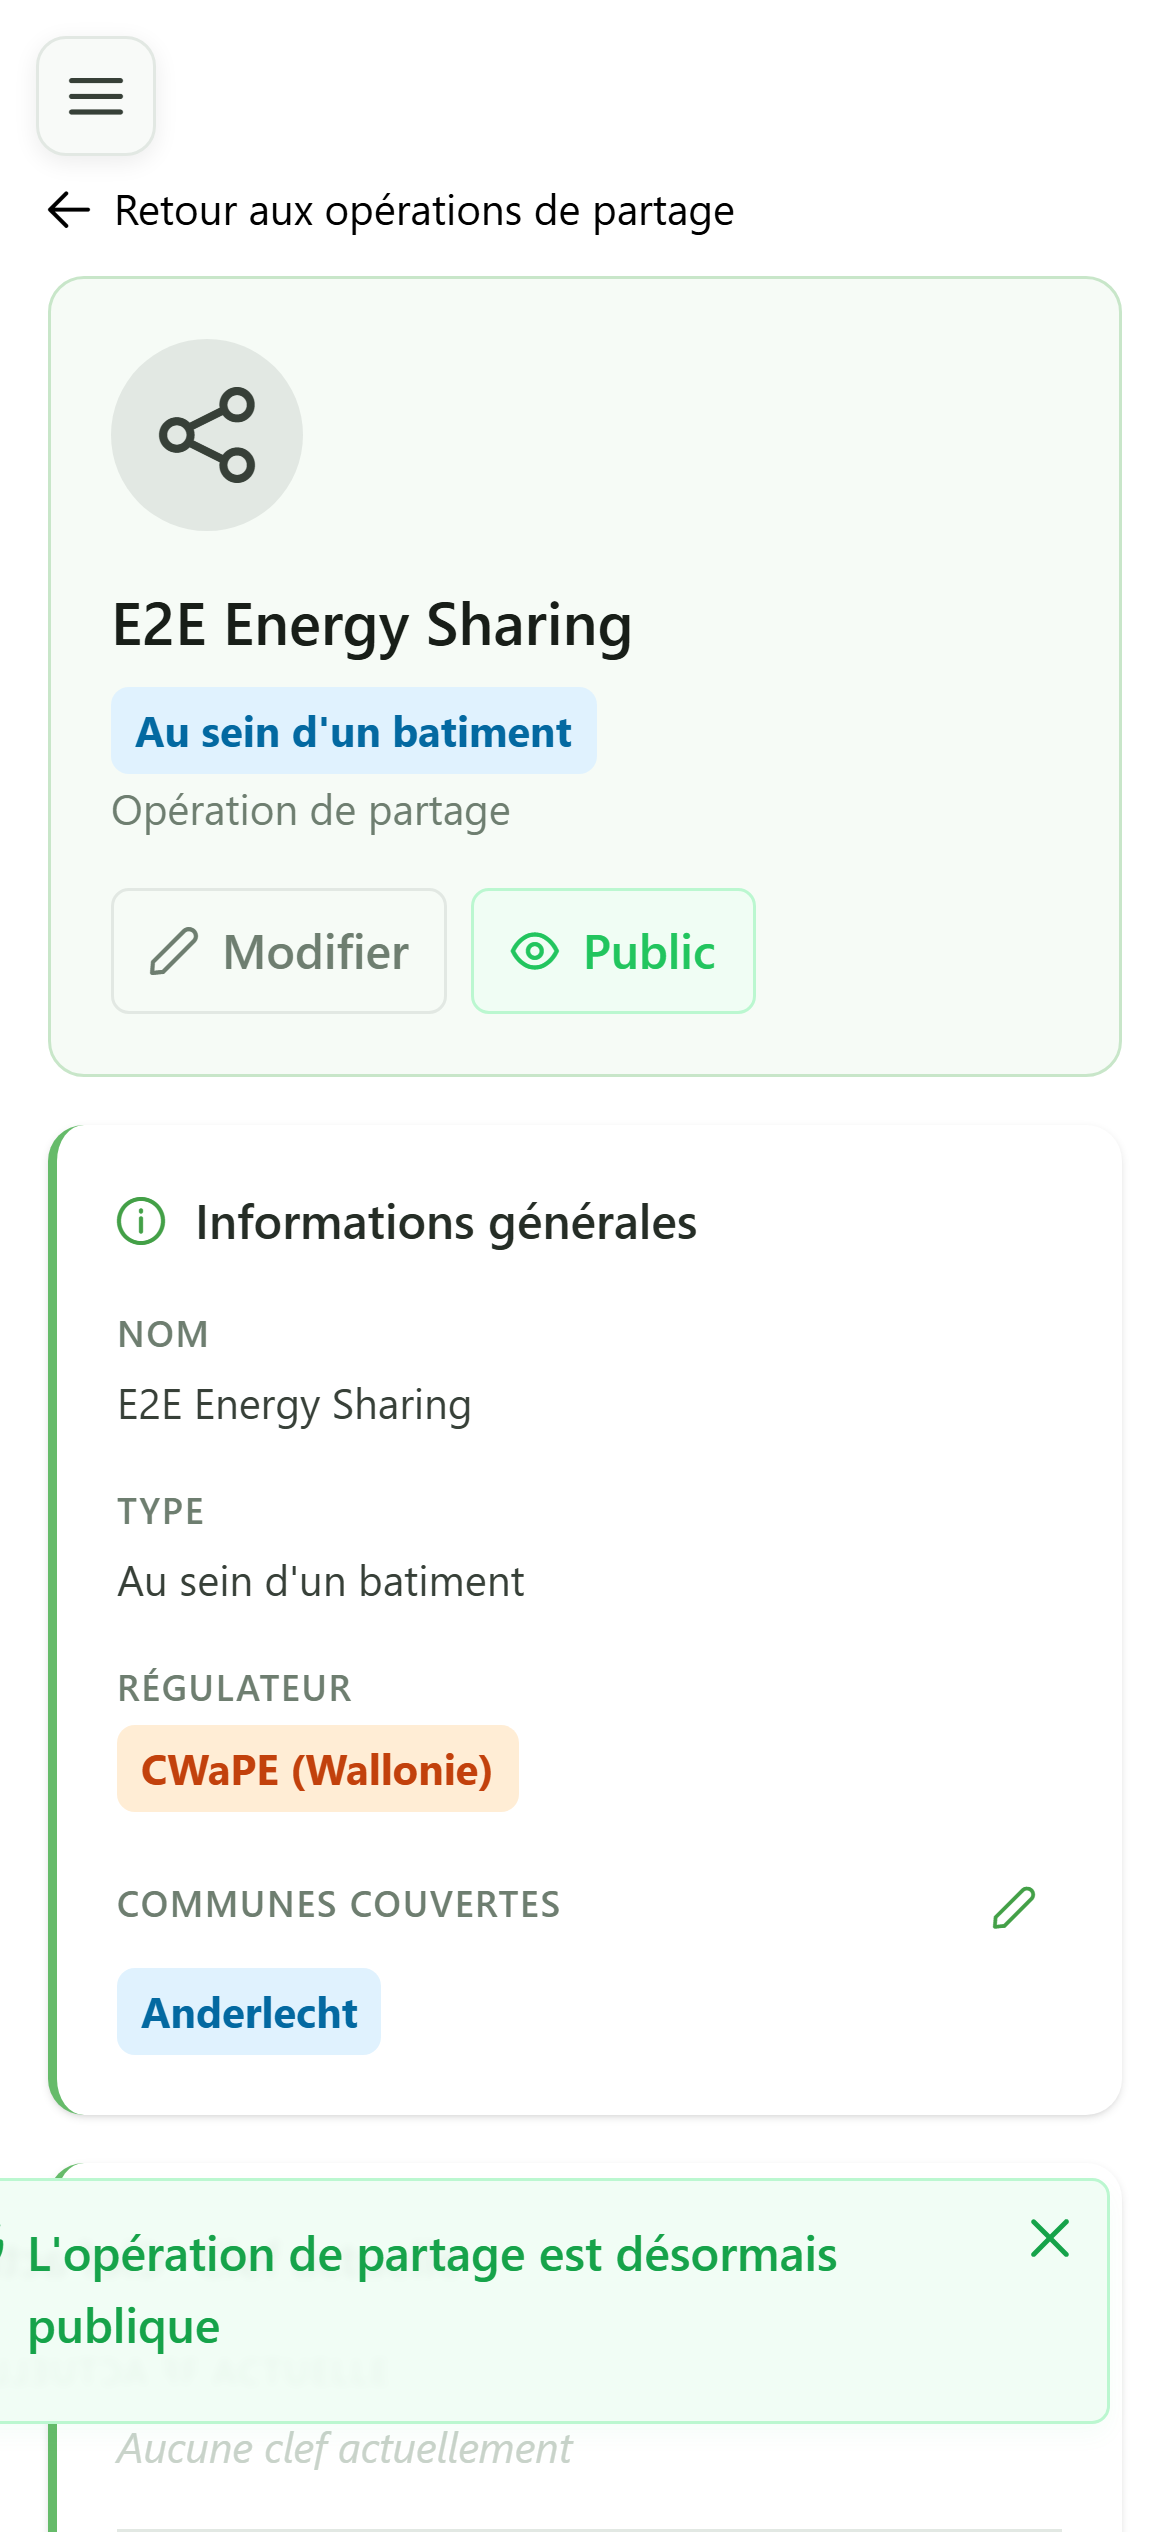 Retour aux opérations de partage
E2E Energy Sharing
Au sein d'un batiment
Opération de partage
Modifier
Public
Informations générales
NOM
E2E Energy Sharing
TYPE
Au sein d'un batiment
RÉGULATEUR
CWaPE (Wallonie)
COMMUNES COUVERTES
Anderlecht
L'opération de partage est désormais
publique
ACTUELLE
Aucune clef actuellement